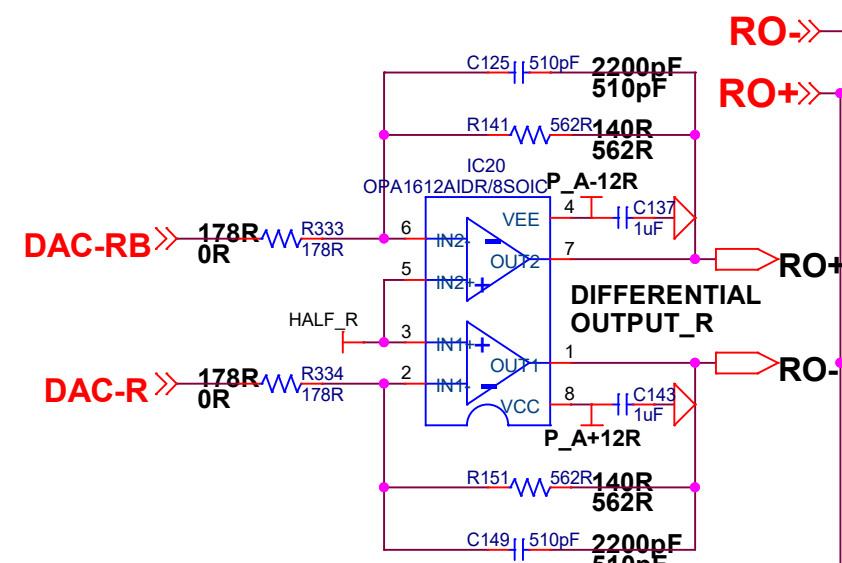 RO-
C125 510pF 2200pF
510pF
RO+
R141 562R 140R
562R
IC20
OPA1612AIDR/8SOIC
P_A-12R
VEE 4 C137
1uF
DAC-RB 178R R333 6 IN2-
0R 178R
OUT2 7 RO+
5 IN2+
DIFFERENTIAL
OUTPUT_R
HALF_R
3 IN1+
OUT1 1 RO-
DAC-R 178R R334 2 IN1-
0R 178R
VCC 8 C143
1uF
P_A+12R
R151 562R 140R
562R
C149 510pF 2200pF
510pF